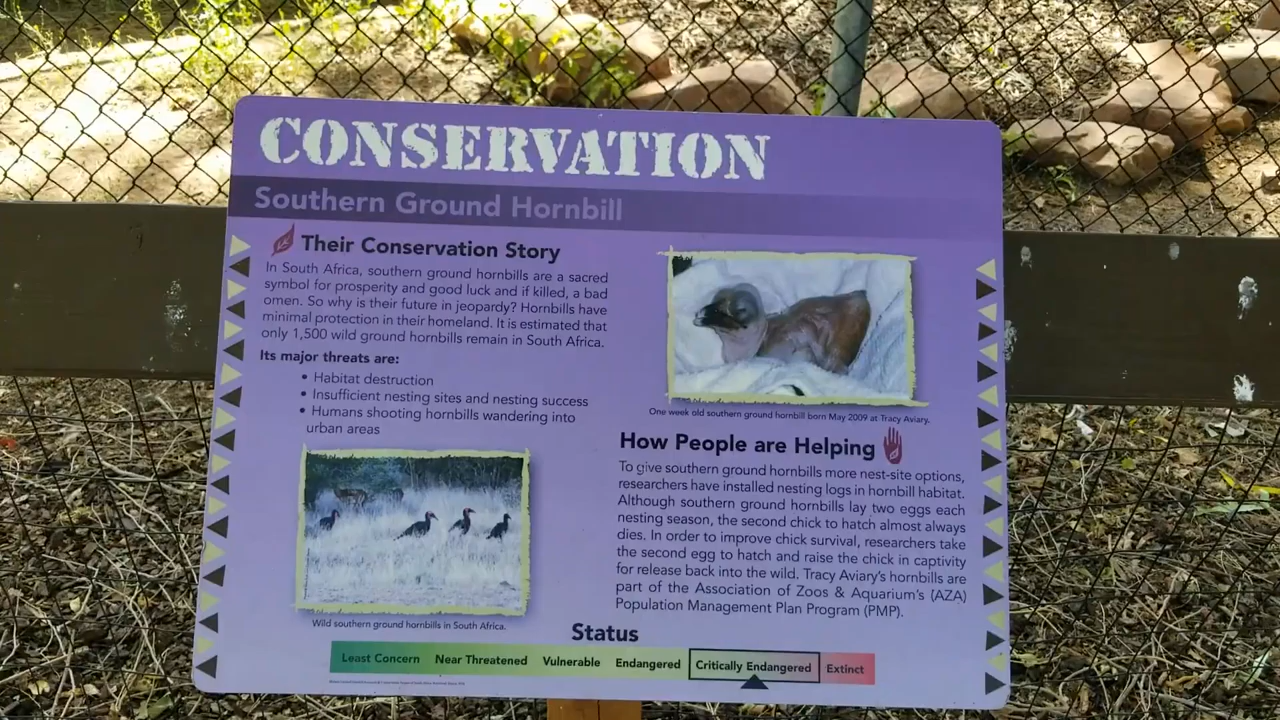 CONSERVATION
Southern Ground Hornbill
Their Conservation Story
In South Africa, southern ground hornbills are a sacred
symbol for prosperity and good luck and if killed, a bad
omen. So why is their future in jeopardy? Hornbills have
minimal protection in their homeland. It is estimated that
only 1,500 wild ground hornbills remain in South Africa.
Its major threats are:
• Habitat destruction
• Insufficient nesting sites and nesting success
• Humans shooting hornbills wandering into
urban areas
Wild southern ground hornbills in South Africa.
One week old southern ground hornbill born May 2009 at Tracy Aviary.
How People are Helping
To give southern ground hornbills more nest-site options,
researchers have installed nesting logs in hornbill habitat.
Although southern ground hornbills lay two eggs each
nesting season, the second chick to hatch almost always
dies. In order to improve chick survival, researchers take
the second egg to hatch and raise the chick in captivity
for release back into the wild. Tracy Aviary's hornbills are
part of the Association of Zoos & Aquarium's (AZA)
Population Management Plan Program (PMP).
Status
Least Concern Near Threatened Vulnerable Endangered Critically Endangered Extinct